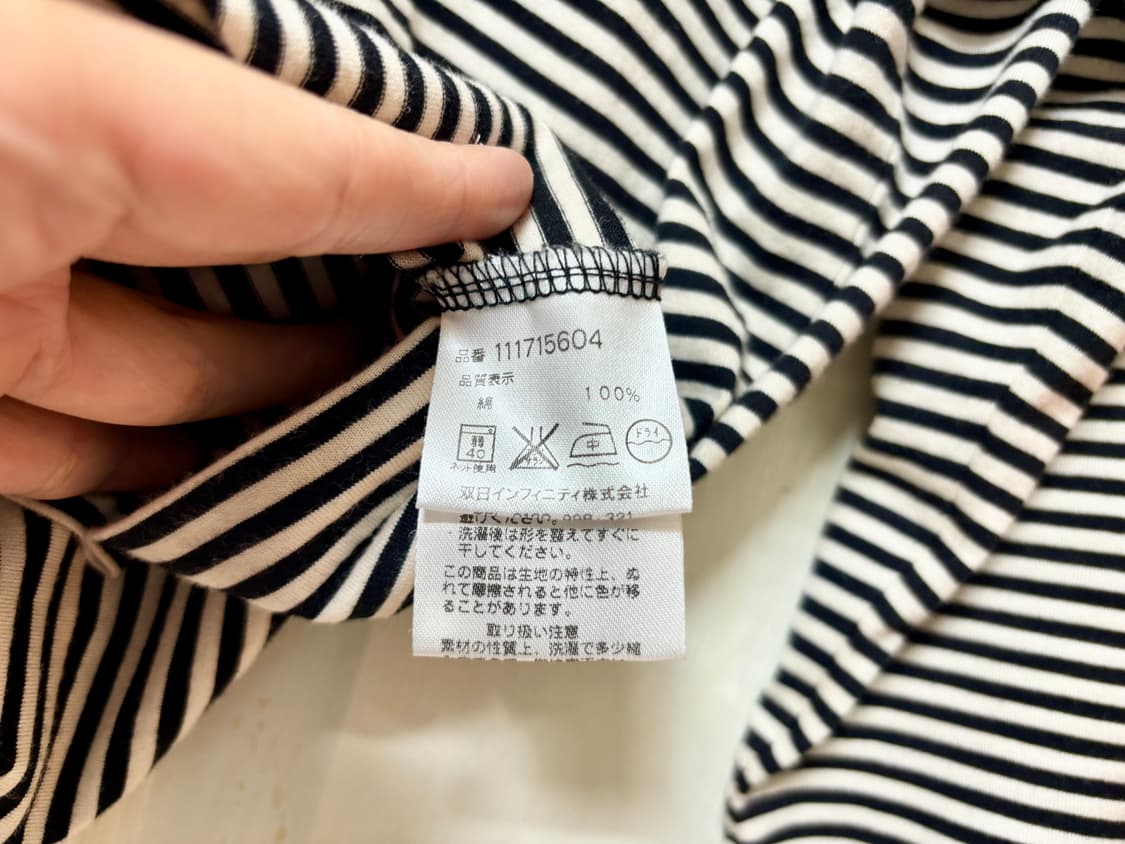 品番 111715604
品質表示
綿 100%
弱
40
ネット使用
中
ドライ
双日インフィニティ株式会社
・洗濯後は形を整えてすぐに
干してください。
この商品は生地の特性上、ぬ
れて摩擦されると他に色が移
ることがあります。
取り扱い注意
素材の性質上、洗濯で多少縮